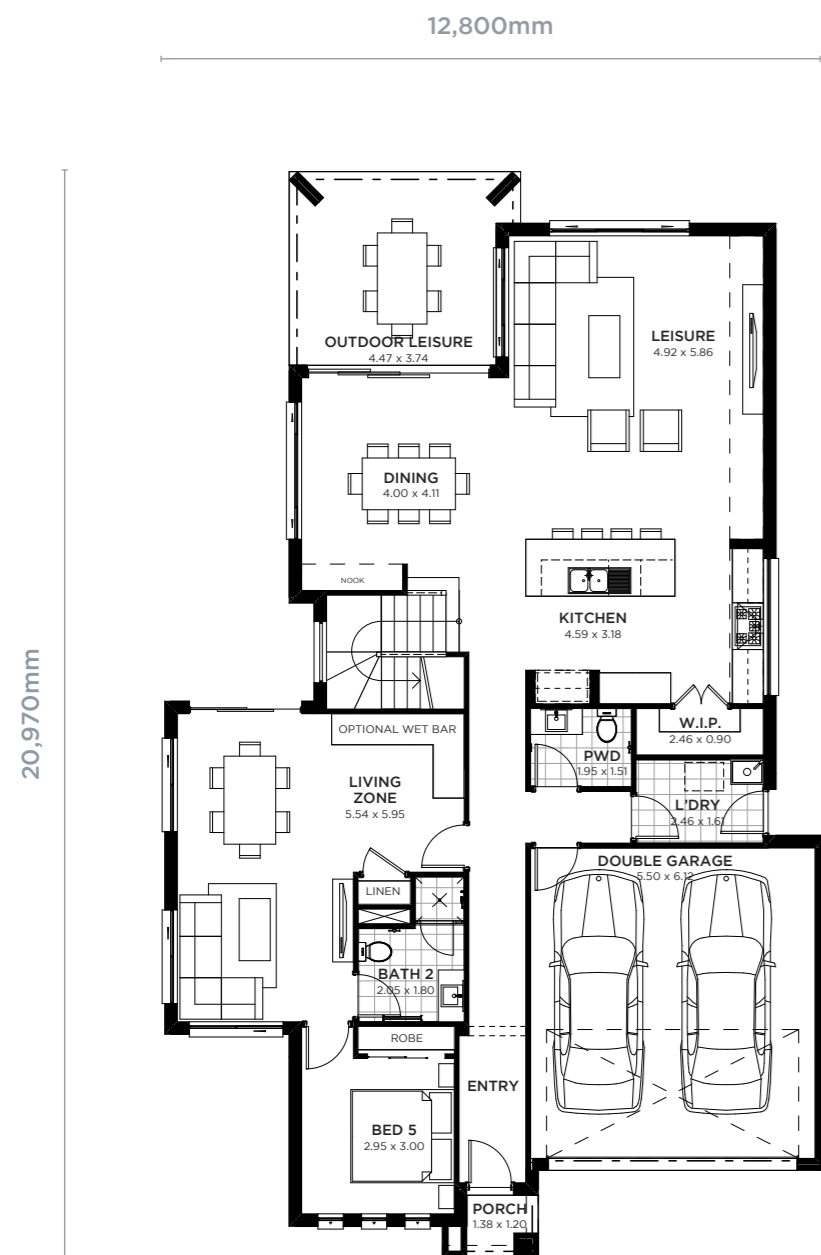 12,800mm
20,970mm
OUTDOOR LEISURE
4.47 x 3.74
LEISURE
4.92 x 5.86
DINING
4.00 x 4.11
NOOK
KITCHEN
4.59 x 3.18
OPTIONAL WET BAR
W.I.P.
2.46 x 0.90
PWD
1.95 x 1.51
LIVING
ZONE
5.54 x 5.95
L'DRY
2.46 x 1.61
DOUBLE GARAGE
5.50 x 6.12
LINEN
BATH 2
2.05 x 1.80
ROBE
ENTRY
BED 5
2.95 x 3.00
PORCH
1.38 x 1.20